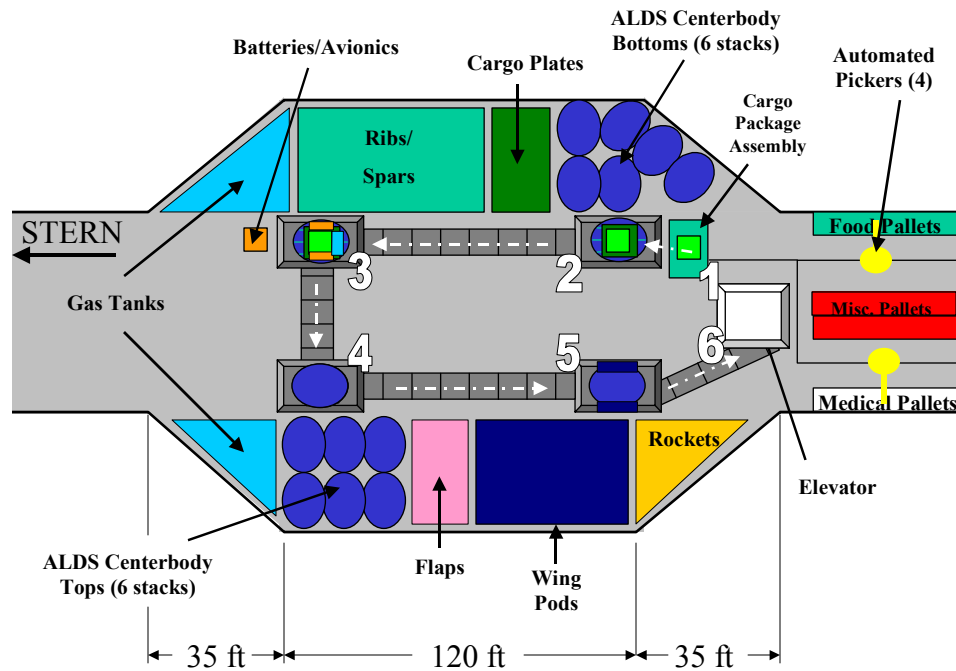 ALDS Centerbody
Bottoms (6 stacks)
Batteries/Avionics
Cargo Plates
Automated
Pickers (4)
Cargo
Package
Assembly
Ribs/
Spars
STERN
Food Pallets
Gas Tanks
1
2
3
Misc. Pallets
4
5
6
Medical Pallets
Rockets
Elevator
ALDS Centerbody
Tops (6 stacks)
Flaps
Wing
Pods
35 ft
120 ft
35 ft